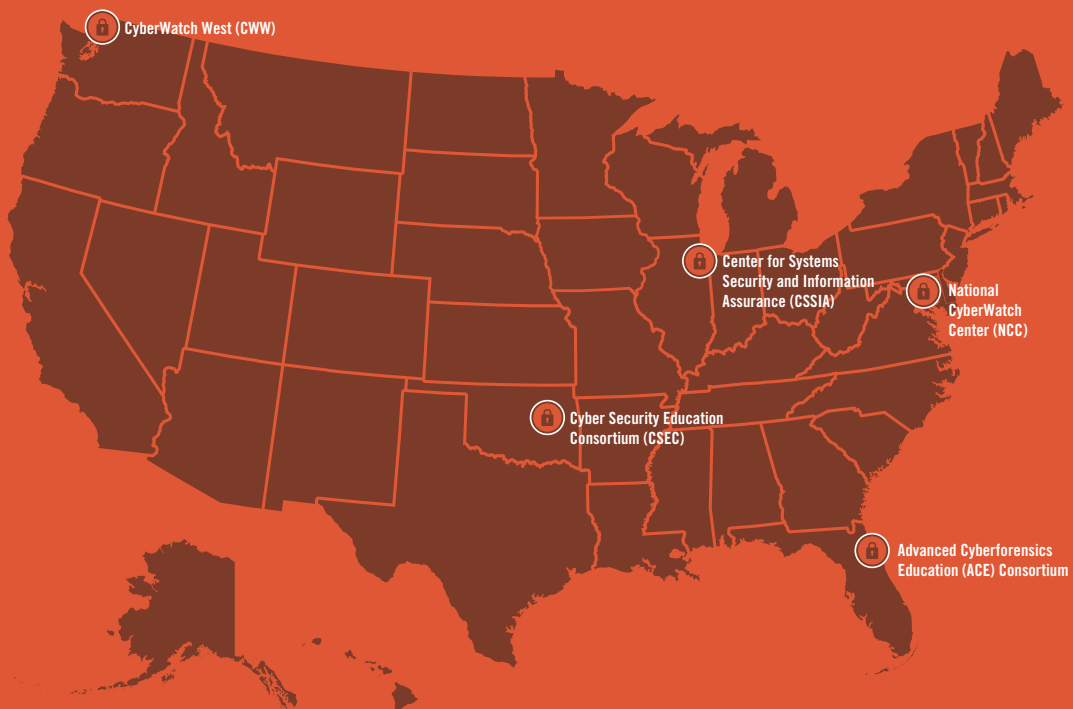 CyberWatch West (CWW)
Center for Systems
Security and Information
Assurance (CSSIA)
National
CyberWatch
Center (NCC)
Cyber Security Education
Consortium (CSEC)
Advanced Cyberforensics
Education (ACE) Consortium